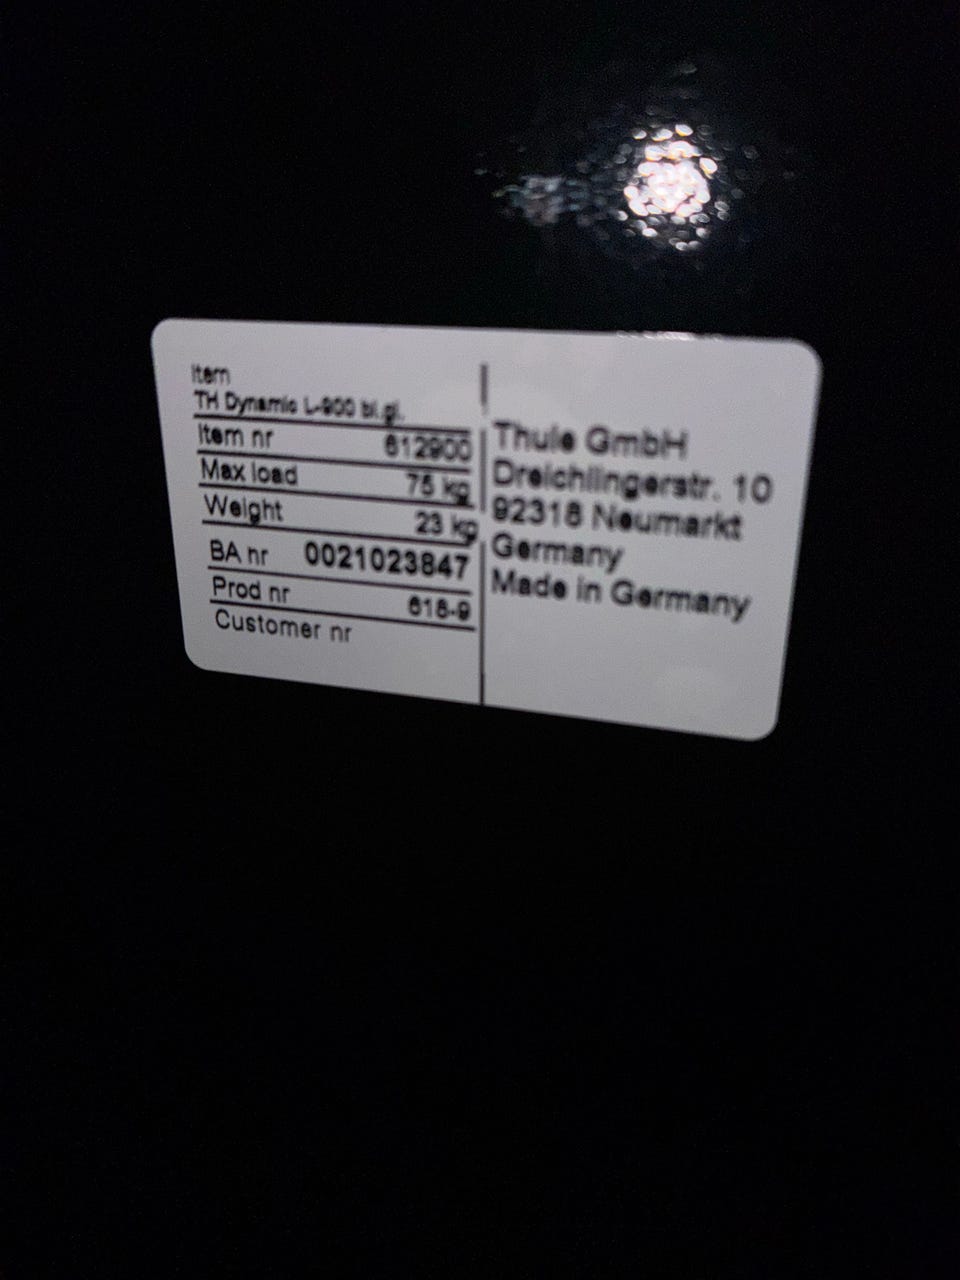 Item
TH Dynamic L-900 bl.gl.
Item nr 612900
Max load 75 kg
Weight 23 kg
BA nr 0021023847
Prod nr 618-9
Customer nr
Thule GmbH
Dreichlingerstr. 10
92318 Neumarkt
Germany
Made in Germany